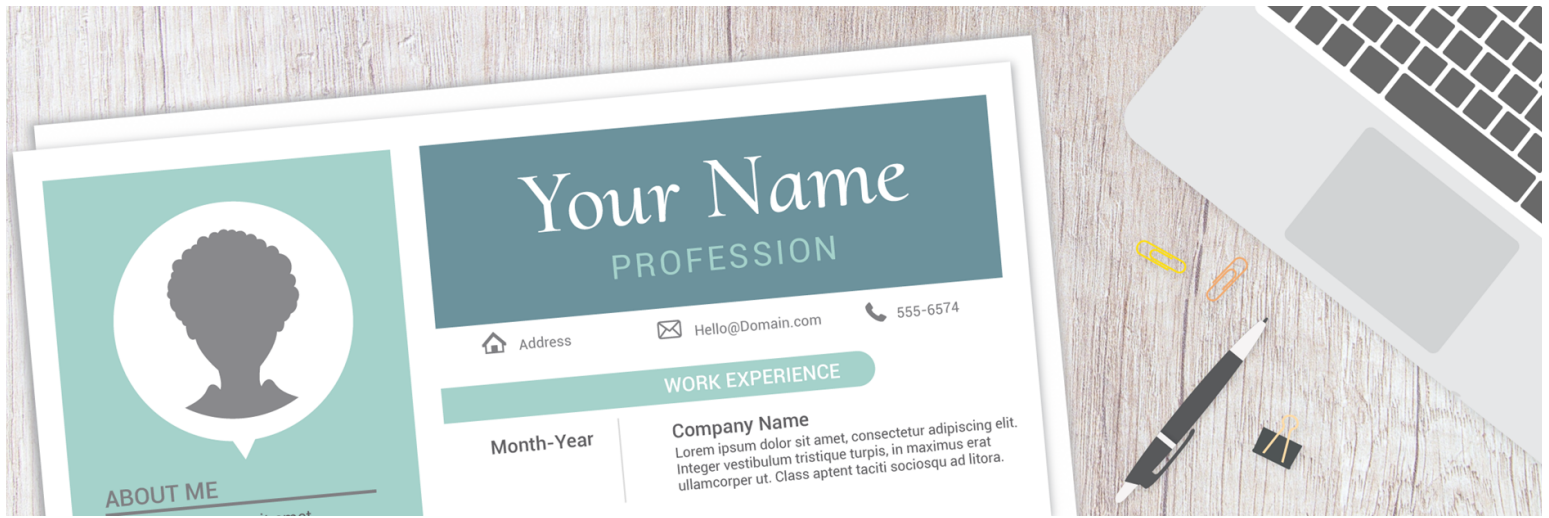 Your Name
PROFESSION
Address
Hello@Domain.com
555-6574
WORK EXPERIENCE
Month-Year
Company Name
Lorem ipsum dolor sit amet, consectetur adipiscing elit.
Integer vestibulum tristique turpis, in maximus erat
ullamcorper ut. Class aptent taciti sociosqu ad litora.
ABOUT ME